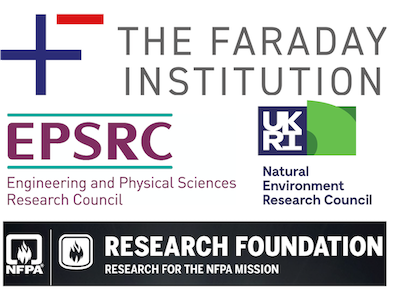 THE FARADAY
INSTITUTION
EPSRC
Engineering and Physical Sciences
Research Council
UK
RI
Natural
Environment
Research Council
NFPA®
RESEARCH FOUNDATION
RESEARCH FOR THE NFPA MISSION